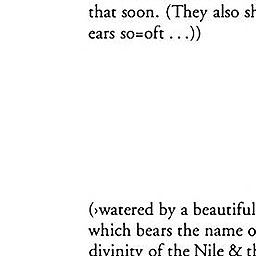 that soon. (They also sh
ears so=oft . . .))
(›watered by a beautiful
which bears the name o
divinity of the Nile & th